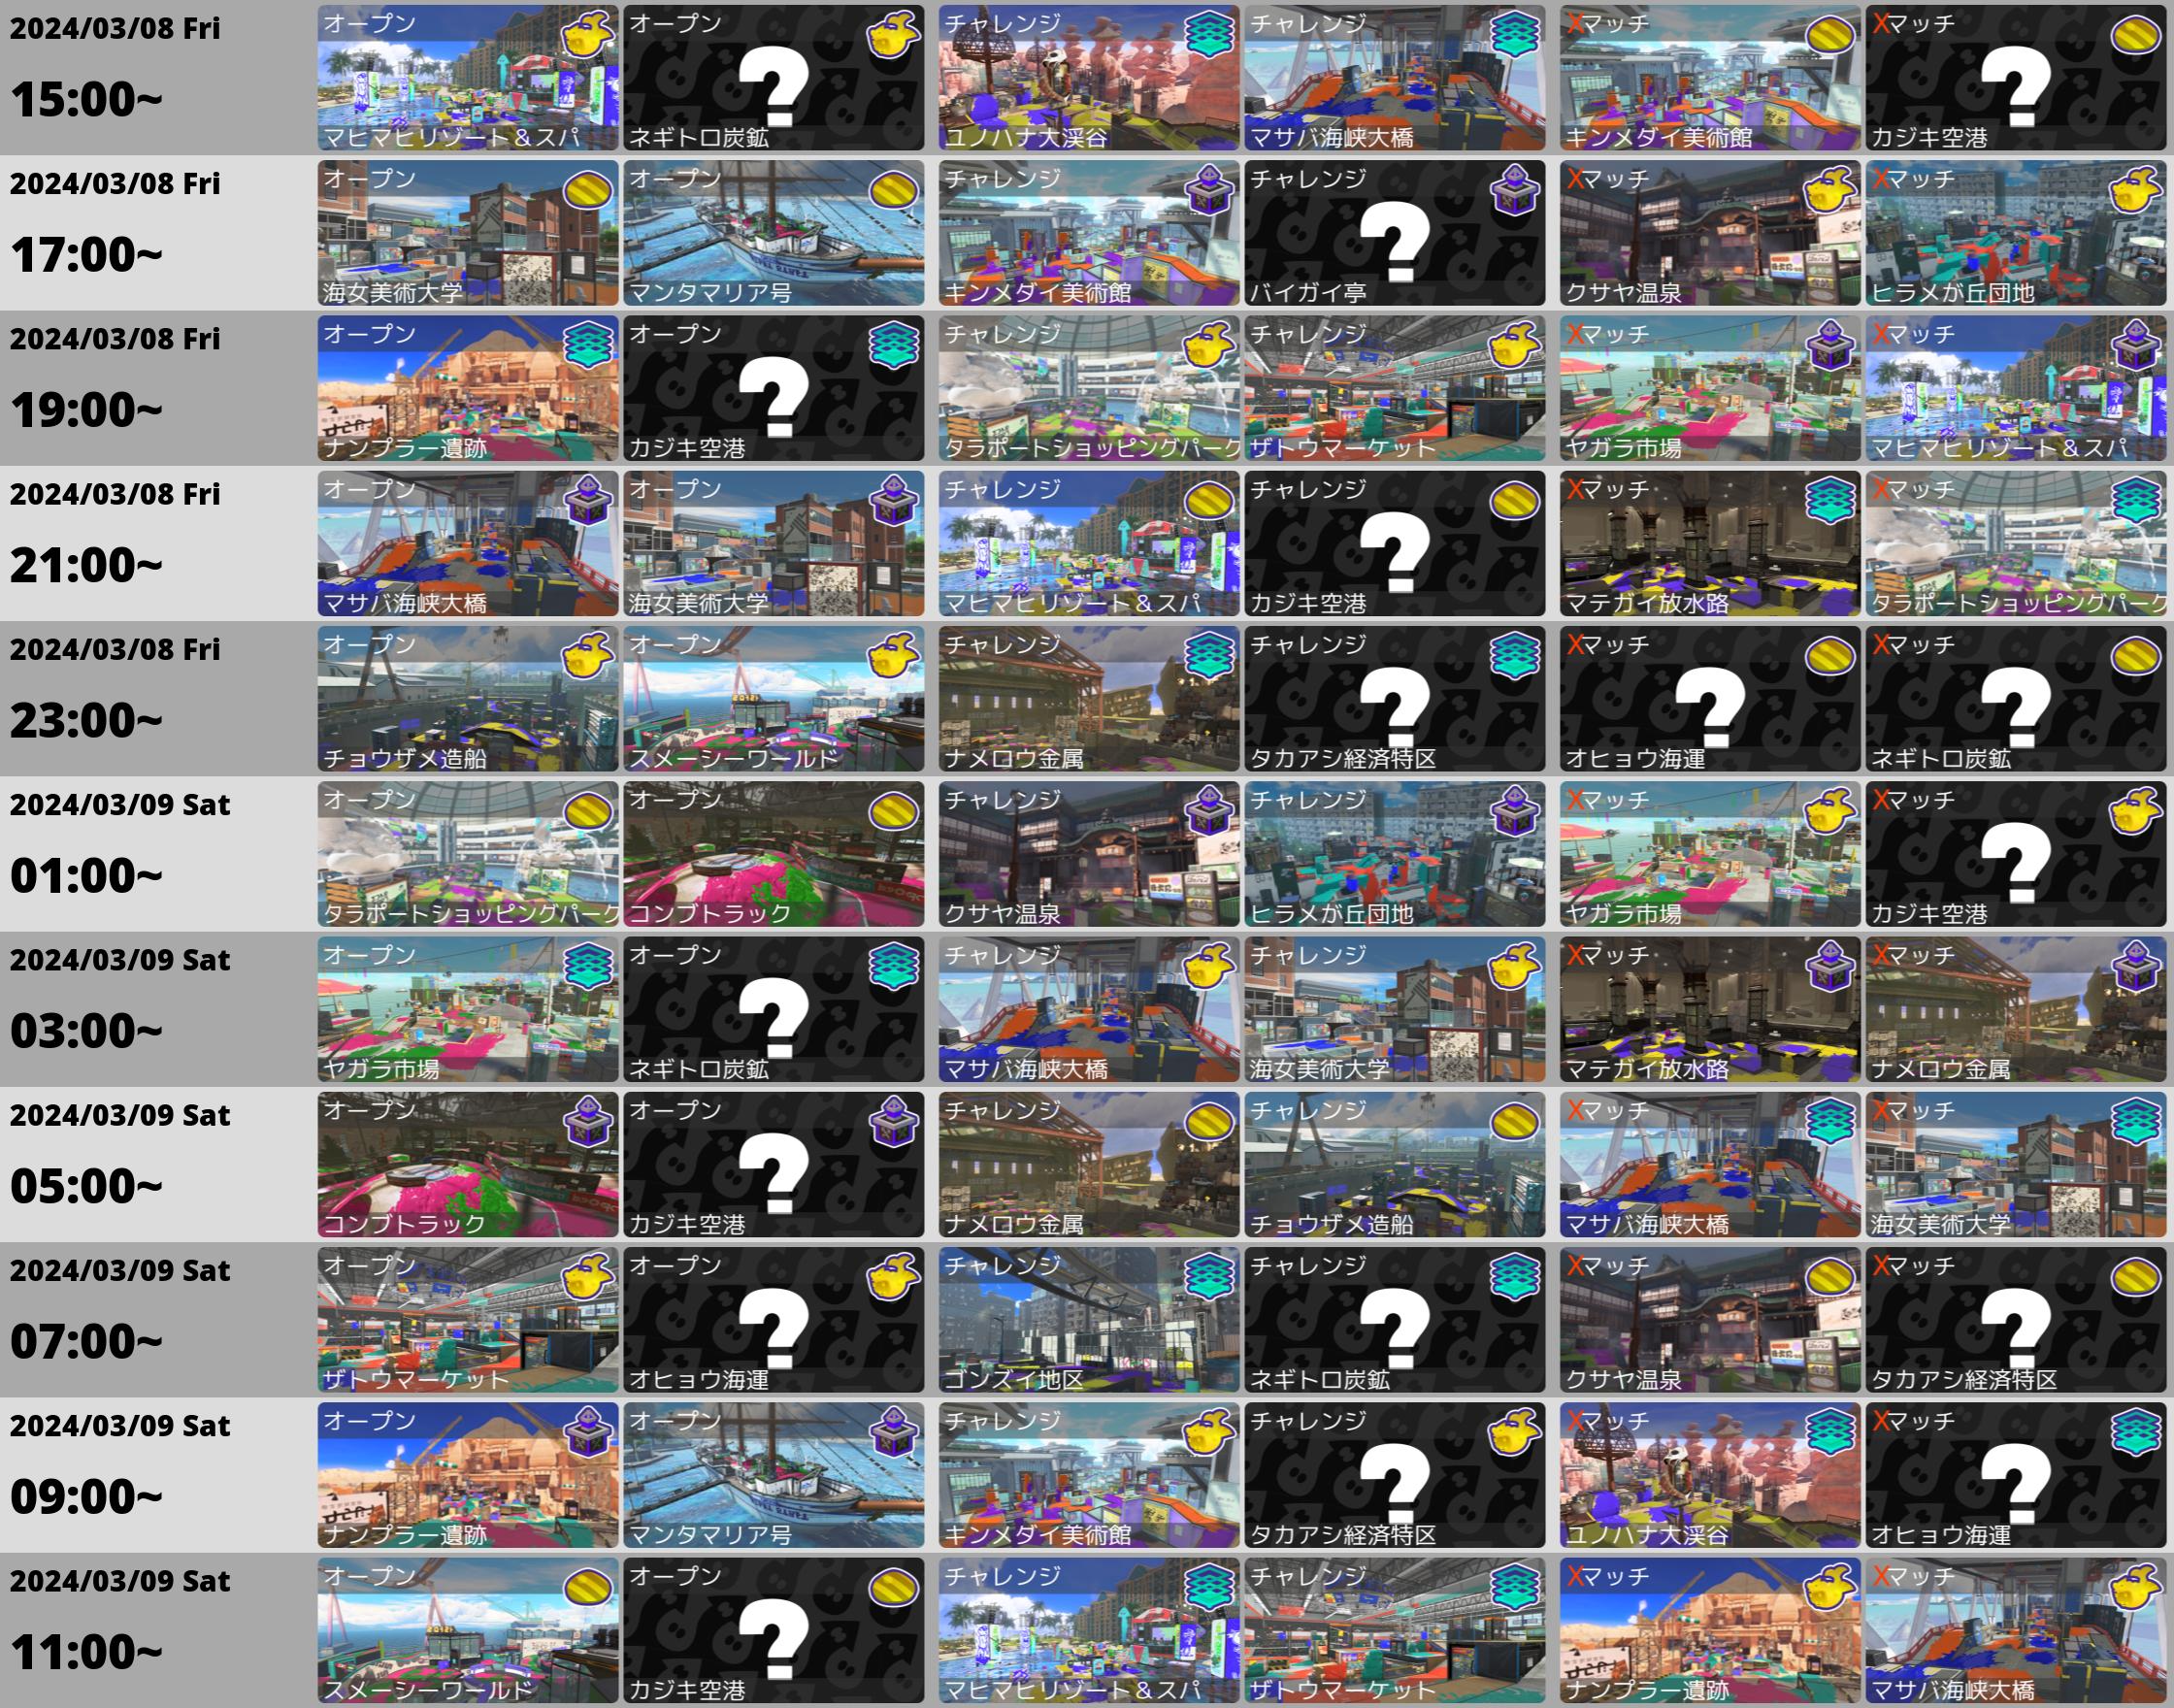 2024/03/08 Fri
15:00~
オープン
マヒマヒリゾート＆スパ
オープン
ネギトロ炭鉱
チャレンジ
ユノハナ大渓谷
チャレンジ
マサバ海峡大橋
Xマッチ
キンメダイ美術館
Xマッチ
カジキ空港
2024/03/08 Fri
17:00~
オープン
海女美術大学
オープン
マンタマリア号
チャレンジ
キンメダイ美術館
チャレンジ
バイガイ亭
Xマッチ
クサヤ温泉
Xマッチ
ヒラメが丘団地
2024/03/08 Fri
19:00~
オープン
ナンプラー遺跡
オープン
カジキ空港
チャレンジ
タラポートショッピングパーク
チャレンジ
ザトウマーケット
Xマッチ
ヤガラ市場
Xマッチ
マヒマヒリゾート＆スパ
2024/03/08 Fri
21:00~
オープン
マサバ海峡大橋
オープン
海女美術大学
チャレンジ
マヒマヒリゾート＆スパ
チャレンジ
カジキ空港
Xマッチ
マテガイ放水路
Xマッチ
タラポートショッピングパーク
2024/03/08 Fri
23:00~
オープン
チョウザメ造船
オープン
スメーシーワールド
チャレンジ
ナメロウ金属
チャレンジ
タカアシ経済特区
Xマッチ
オヒョウ海運
Xマッチ
ネギトロ炭鉱
2024/03/09 Sat
01:00~
オープン
タラポートショッピングパーク
オープン
コンブトラック
チャレンジ
クサヤ温泉
チャレンジ
ヒラメが丘団地
Xマッチ
ヤガラ市場
Xマッチ
カジキ空港
2024/03/09 Sat
03:00~
オープン
ヤガラ市場
オープン
ネギトロ炭鉱
チャレンジ
マサバ海峡大橋
チャレンジ
海女美術大学
Xマッチ
マテガイ放水路
Xマッチ
ナメロウ金属
2024/03/09 Sat
05:00~
オープン
コンブトラック
オープン
カジキ空港
チャレンジ
ナメロウ金属
チャレンジ
チョウザメ造船
Xマッチ
マサバ海峡大橋
Xマッチ
海女美術大学
2024/03/09 Sat
07:00~
オープン
ザトウマーケット
オープン
オヒョウ海運
チャレンジ
ゴンズイ地区
チャレンジ
ネギトロ炭鉱
Xマッチ
クサヤ温泉
Xマッチ
タカアシ経済特区
2024/03/09 Sat
09:00~
オープン
ナンプラー遺跡
オープン
マンタマリア号
チャレンジ
キンメダイ美術館
チャレンジ
タカアシ経済特区
Xマッチ
ユノハナ大渓谷
Xマッチ
オヒョウ海運
2024/03/09 Sat
11:00~
オープン
スメーシーワールド
オープン
カジキ空港
チャレンジ
マヒマヒリゾート＆スパ
チャレンジ
ザトウマーケット
Xマッチ
ナンプラー遺跡
Xマッチ
マサバ海峡大橋